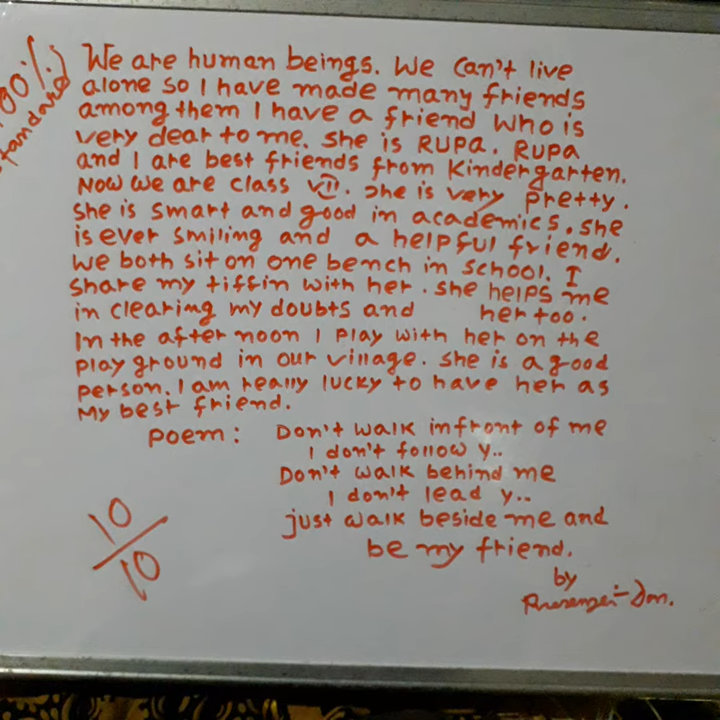 100%
Standard
We are human beings. We can't live
alone so I have made many friends
among them I have a friend who is
very dear to me. she is RUPA. RUPA
and I are best friends from Kindergarten.
Now we are class VII. She is very pretty.
She is smart and good in academics. she
is ever smiling and a helpful friend.
We both sit on one bench in school. I
share my tiffin with her. she helps me
in clearing my doubts and her too.
In the after noon I play with her on the
play ground in our village. she is a good
person. I am really lucky to have her as
My best friend.
Poem: Don't walk infront of me
I don't follow y..
Don't walk behind me
I don't lead y..
just walk beside me and
be my friend.
10/10
by